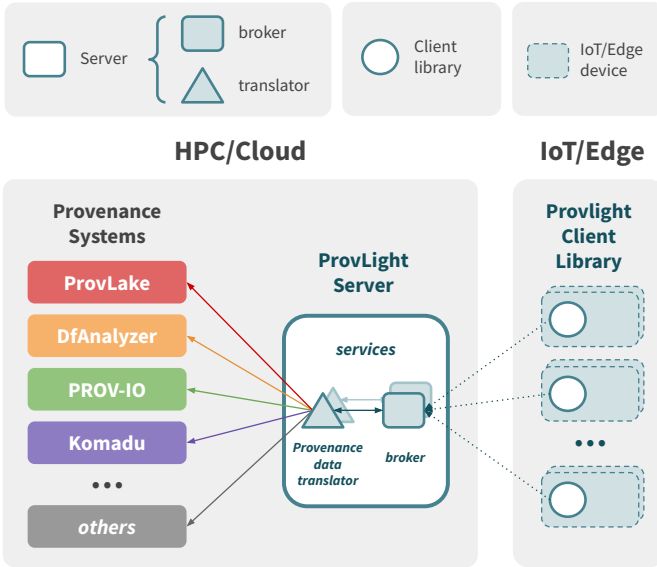 Server
broker
translator
Client
library
IoT/Edge
device
HPC/Cloud
IoT/Edge
Provenance
Systems
ProvLake
DfAnalyzer
PROV-IO
Komadu
•••
others
ProvLight
Server
services
Provenance
data
translator
broker
Provlight
Client
Library
•••